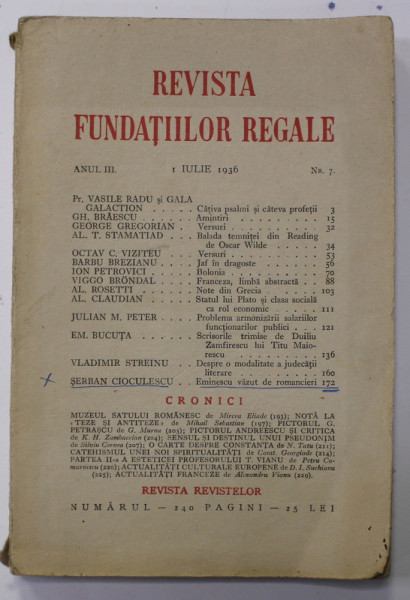 REVISTA
FUNDAȚIILOR REGALE
ANUL III. 1 IULIE 1936 NR. 7.
Pr. VASILE RADU și GALA
GALACTION . . . . . Câțiva psalmi și câteva profeții 3
GH. BRĂESCU . . . . . Amintiri . . . . . . . . . 15
GEORGE GREGORIAN . Versuri . . . . . . . . . 32
AL. T. STAMATIAD . . . Balada temniței din Reading
de Oscar Wilde . . . . . 34
OCTAV C. VIZITEU . . . Versuri . . . . . . . . . 53
BARBU BREZIANU . . . Jaf în dragoste . . . . . . 56
ION PETROVICI . . . . Bolonia . . . . . . . . . 70
VIGGO BRÖNDAL . . . Franceza, limbă abstractă . . 88
AL. ROSETTI . . . . . Note din Grecia . . . . . 103
AL. CLAUDIAN . . . . Statul lui Plato și clasa socială
ca rol economic . . . . 111
JULIAN M. PETER . . . . Problema armonizării salariilor
funcționarilor publici . . . 121
EM. BUCUȚA . . . . . Scrisorile trimise de Duiliu
Zamfirescu lui Titu Maio-
rescu . . . . . . . . 136
VLADIMIR STREINU . . Despre o modalitate a judecății
literare . . . . . . . . 160
ȘERBAN CIOCULESCU . . Eminescu văzut de romancieri 172
CRONICI
MUZEUL SATULUI ROMÂNESC de Mircea Eliade (193); NOTĂ LA
«TEZE ȘI ANTITEZE» de Mihail Sebastian (197); PICTORUL G.
PETRAȘCU de G. Murnu (203); PICTORUL ANDREESCU ȘI CRITICA
de K. H. Zambaccian (204); SENSUL ȘI DESTINUL UNUI PSEUDONIM
de Silviu Cernea (207); O CARTE DESPRE CONSTANȚA de N. Tatu (211);
CATEHISMUL UNEI NOI SPIRITUALITĂȚI de Const. Georgiade (214);
PARTEA II-a A ESTETICEI PROFESORULUI T. VIANU de Petru Co-
marnescu (220); ACTUALITĂȚI CULTURALE EUROPENE de D. I. Suchianu
(225); ACTUALITĂȚI FRANCEZE de Alexandru Vianu (229).
REVISTA REVISTELOR
NUMĂRUL — 240 PAGINI — 25 LEI